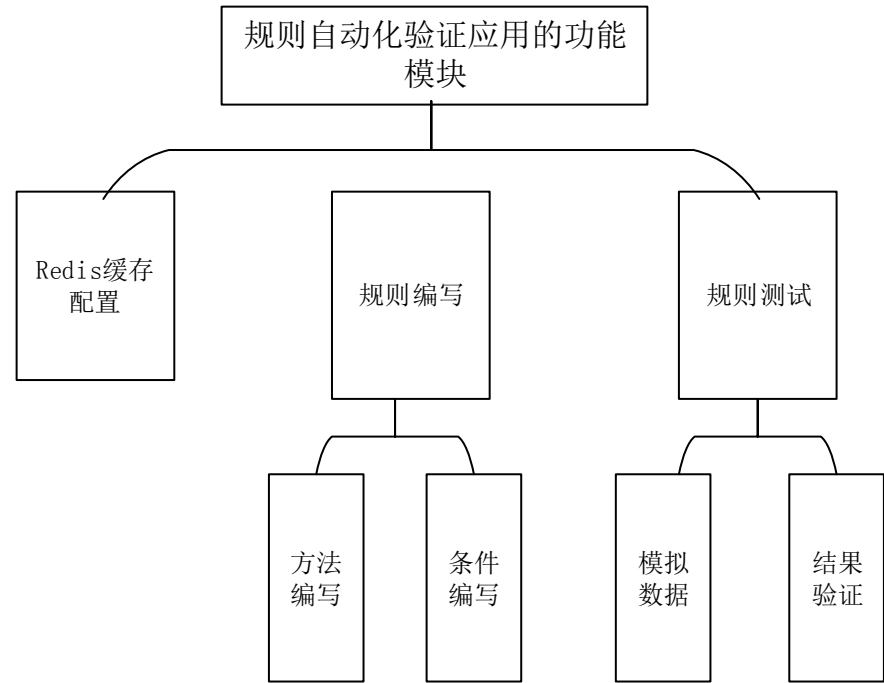 规则自动化验证应用的功能
模块
Redis缓存
配置
规则编写
规则测试
方法
编写
条件
编写
模拟
数据
结果
验证